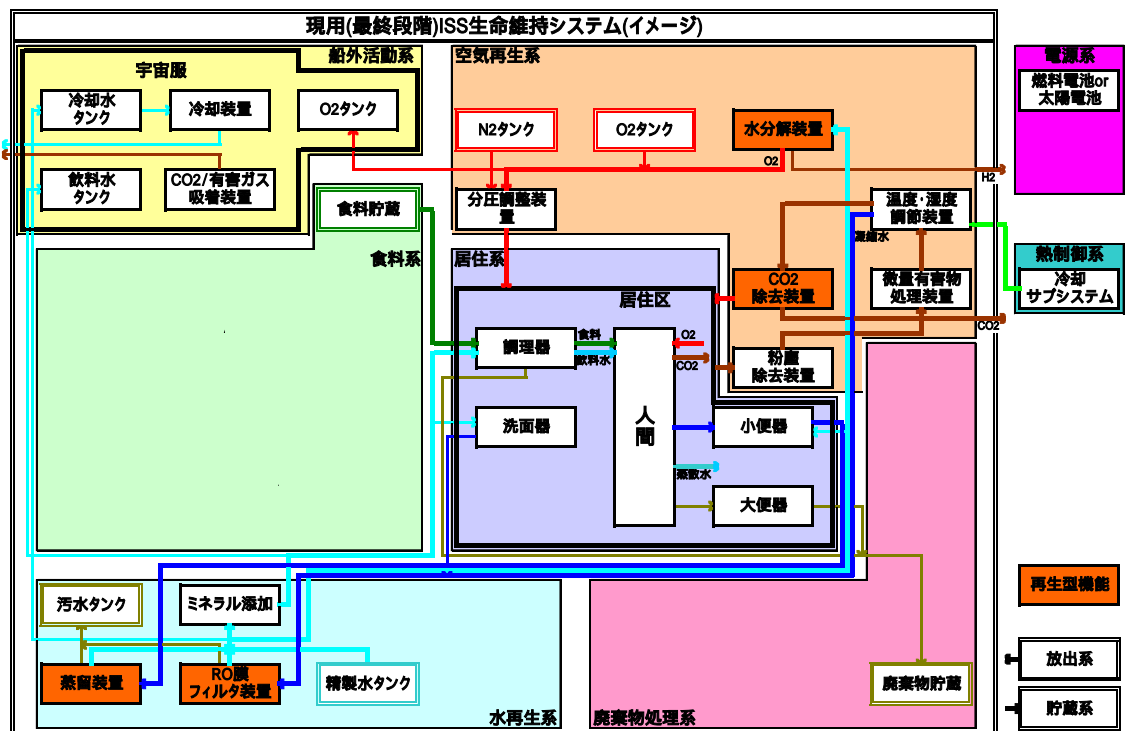 現用(最終段階)ISS生命維持システム(イメージ)
船外活動系
宇宙服
冷却水
タンク
冷却装置
O2タンク
飲料水
タンク
CO2/有害ガス
吸着装置
空気再生系
N2タンク
O2タンク
水分解装置
O2
H2
分圧調整装
置
温度・湿度
調節装置
凝縮水
CO2
除去装置
微量有害物
処理装置
CO2
粉塵
除去装置
電源系
燃料電池or
太陽電池
熱制御系
冷却
サブシステム
食料貯蔵
食料系
居住系
居住区
調理器
食料
飲料水
O2
CO2
人
間
洗面器
小便器
蒸散水
大便器
汚水タンク
ミネラル添加
蒸留装置
RO膜
フィルタ装置
精製水タンク
水再生系
廃棄物貯蔵
廃棄物処理系
再生型機能
放出系
貯蔵系